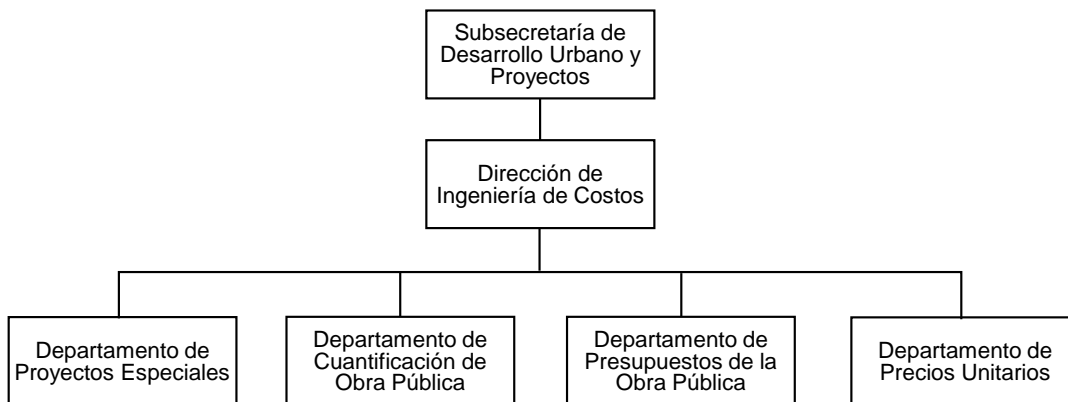 Subsecretaría de
Desarrollo Urbano y
Proyectos
Dirección de
Ingeniería de Costos
Departamento de
Proyectos Especiales
Departamento de
Cuantificación de
Obra Pública
Departamento de
Presupuestos de la
Obra Pública
Departamento de
Precios Unitarios